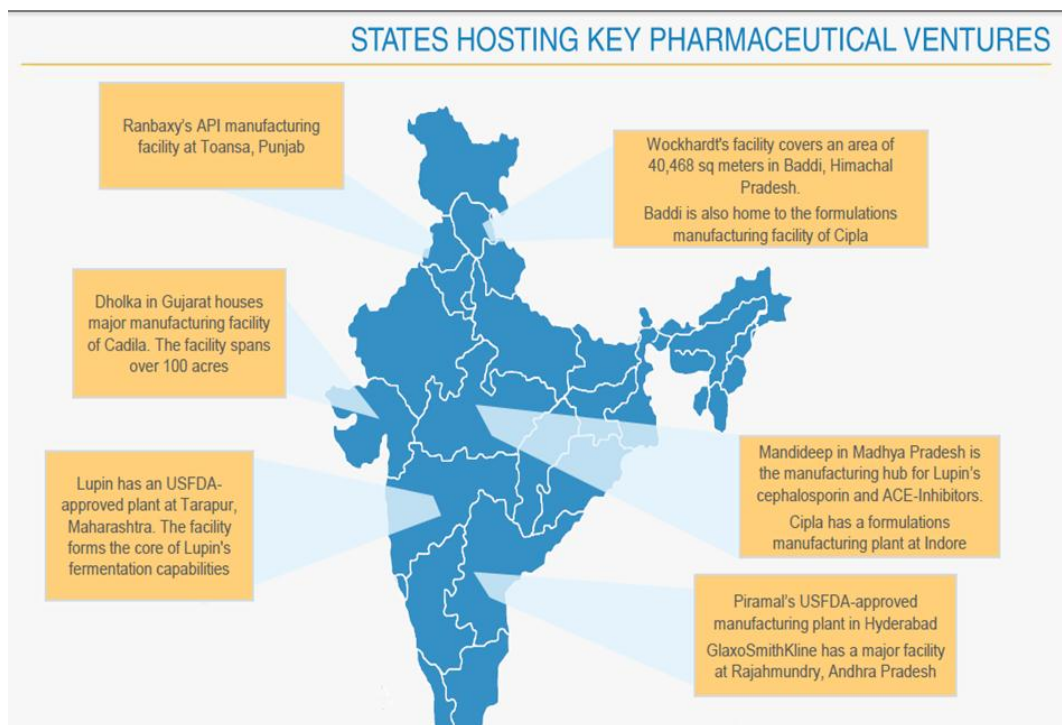 STATES HOSTING KEY PHARMACEUTICAL VENTURES
Ranbaxy's API manufacturing
facility at Toansa, Punjab
Wockhardt's facility covers an area of
40,468 sq meters in Baddi, Himachal
Pradesh.
Baddi is also home to the formulations
manufacturing facility of Cipla
Dholka in Gujarat houses
major manufacturing facility
of Cadila. The facility spans
over 100 acres
Lupin has an USFDA-
approved plant at Tarapur,
Maharashtra. The facility
forms the core of Lupin's
fermentation capabilities
Mandideep in Madhya Pradesh is
the manufacturing hub for Lupin's
cephalosporin and ACE-Inhibitors.
Cipla has a formulations
manufacturing plant at Indore
Piramal's USFDA-approved
manufacturing plant in Hyderabad
GlaxoSmithKline has a major facility
at Rajahmundry, Andhra Pradesh